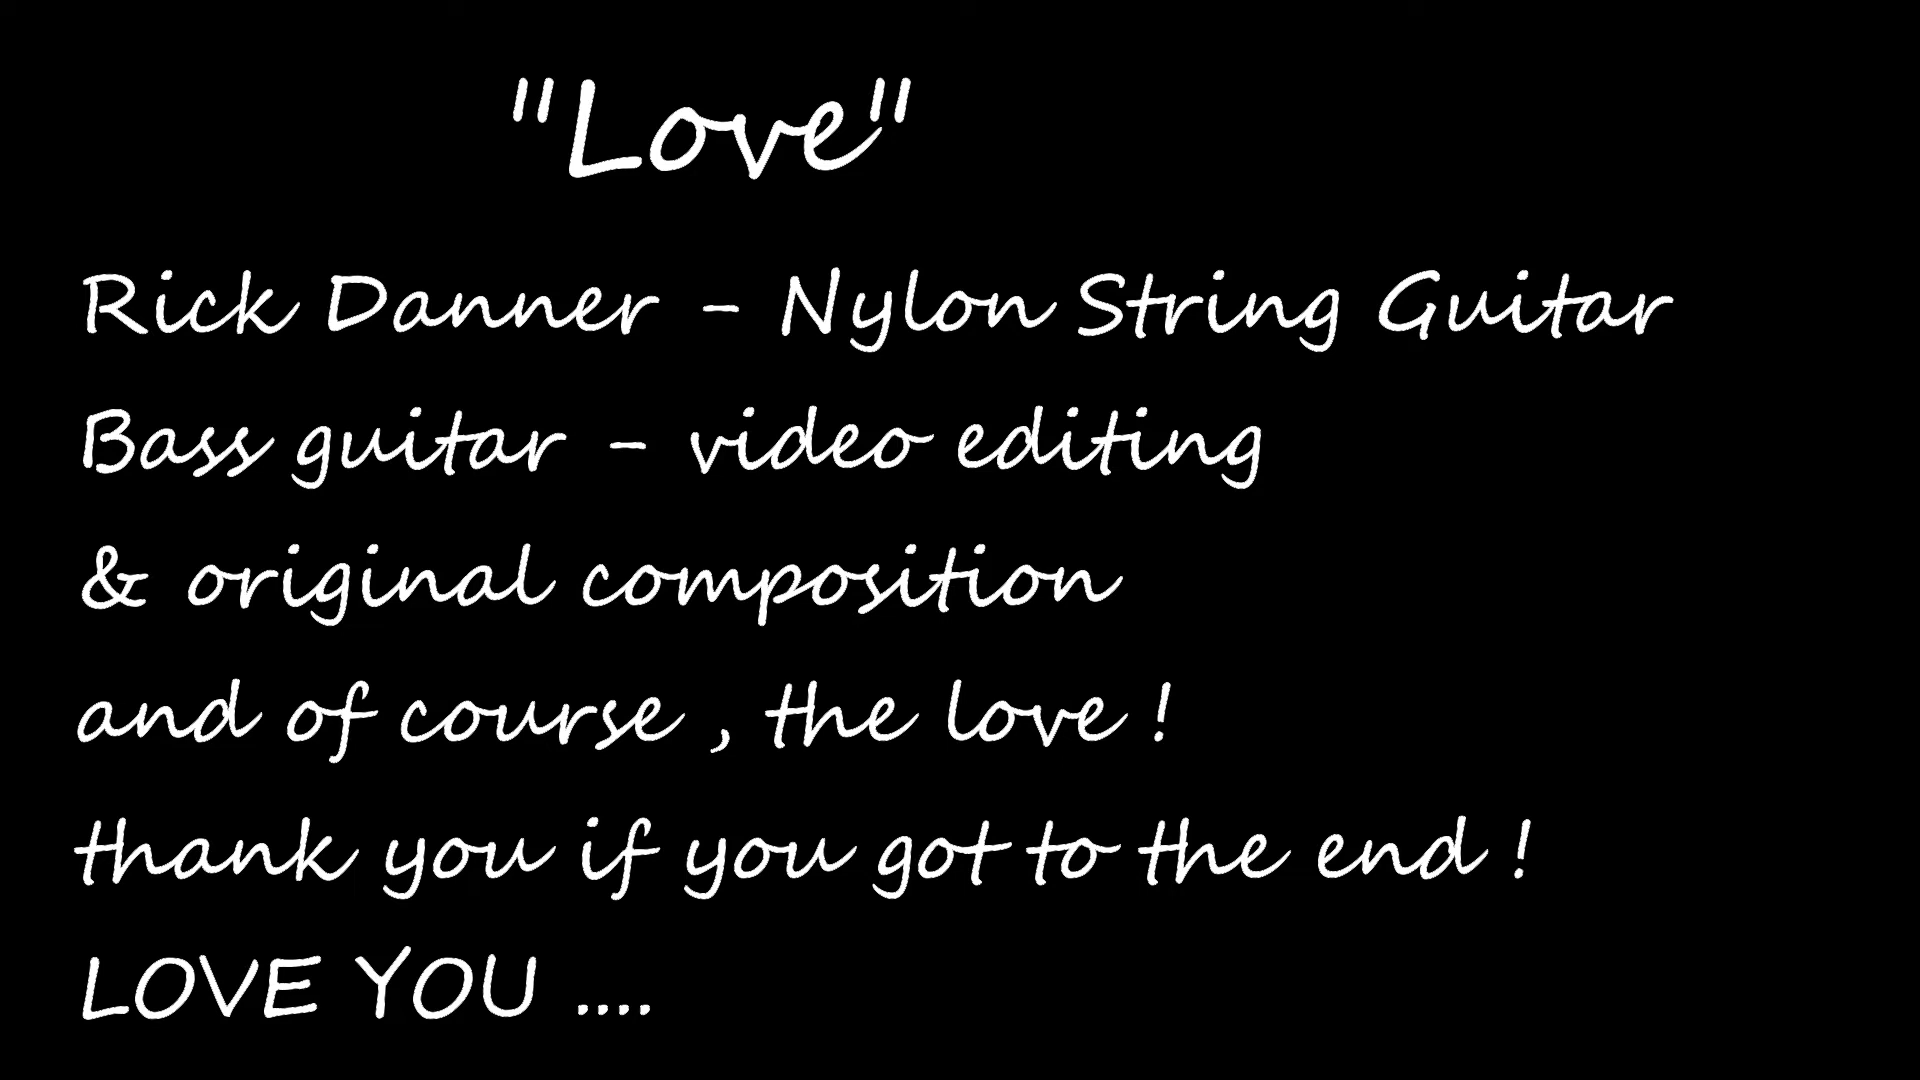 "Love"
Rick Danner - Nylon String Guitar
Bass guitar - video editing
& original composition
and of course , the love !
thank you if you got to the end !
LOVE YOU ....